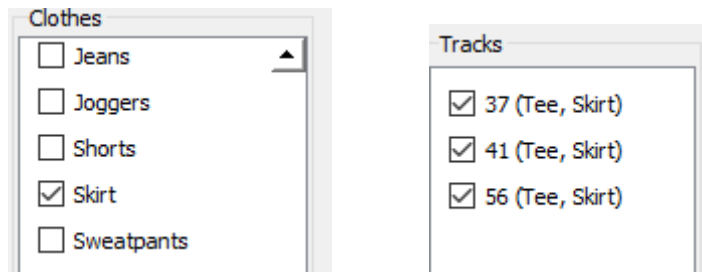 Clothes
Jeans
Joggers
Shorts
Skirt
Sweatpants
Tracks
37 (Tee, Skirt)
41 (Tee, Skirt)
56 (Tee, Skirt)